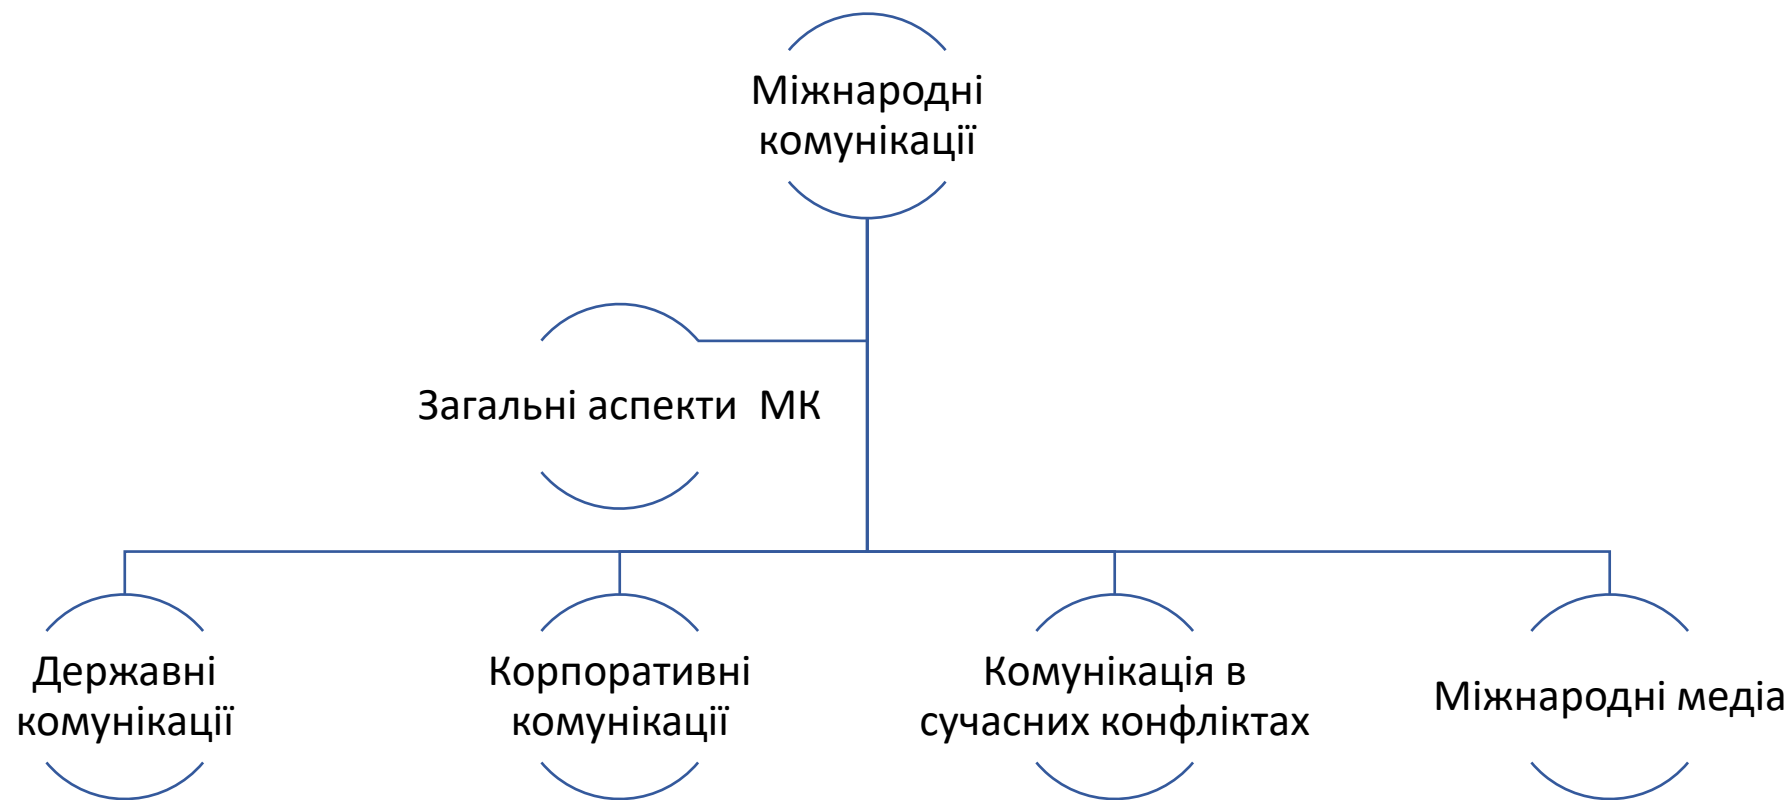 Міжнародні
комунікації
Загальні аспекти  МК
Державні
комунікації
Корпоративні
комунікації
Комунікація в
сучасних конфліктах
Міжнародні медіа